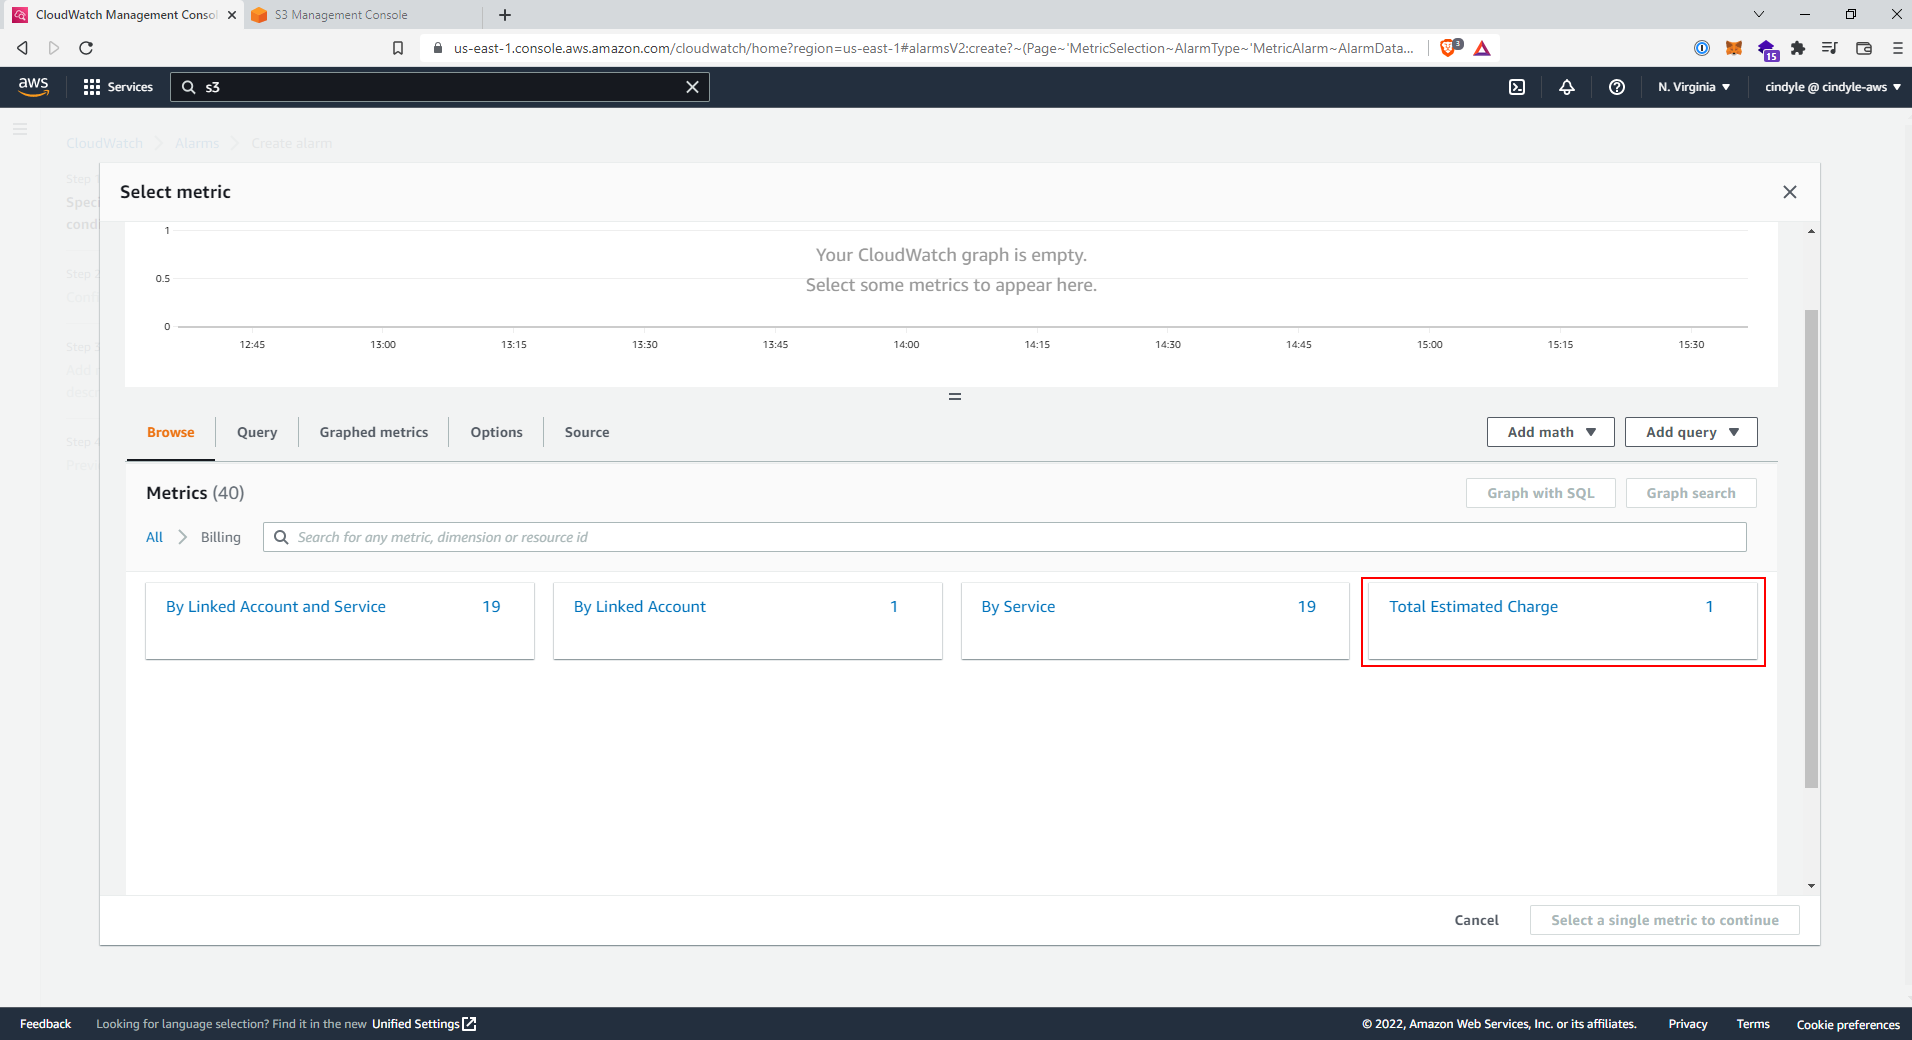 CloudWatch Management Consol
S3 Management Console
us-east-1.console.aws.amazon.com/cloudwatch/home?region=us-east-1#alarmsV2:create?~(Page~'MetricSelection~AlarmType~'MetricAlarm~AlarmData...
3
15
aws
Services
s3
N. Virginia
cindyle @ cindyle-aws
CloudWatch
Alarms
Create alarm
Step 1
Speci
condi
Step 2
Confi
Step 3
Add n
descr
Step 4
Previ
Select metric
1
0.5
0
Your CloudWatch graph is empty.
Select some metrics to appear here.
12:45 13:00 13:15 13:30 13:45 14:00 14:15 14:30 14:45 15:00 15:15 15:30
Browse
Query
Graphed metrics
Options
Source
Add math
Add query
Metrics (40)
Graph with SQL
Graph search
All
Billing
Search for any metric, dimension or resource id
By Linked Account and Service 19
By Linked Account 1
By Service 19
Total Estimated Charge 1
Cancel
Select a single metric to continue
Feedback
Looking for language selection? Find it in the new Unified Settings
© 2022, Amazon Web Services, Inc. or its affiliates.
Privacy
Terms
Cookie preferences